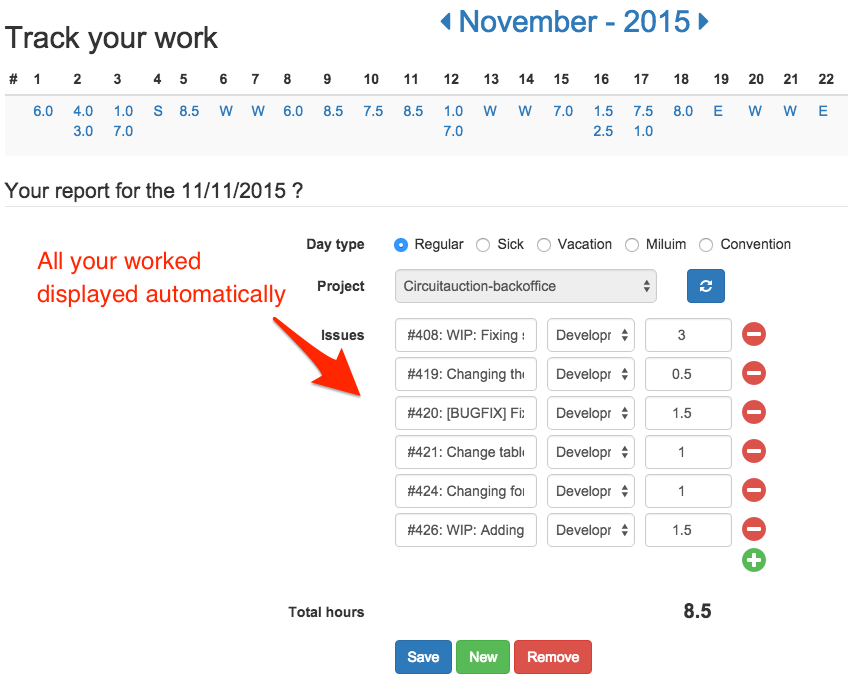 Track your work
November - 2015
# 1 2 3 4 5 6 7 8 9 10 11 12 13 14 15 16 17 18 19 20 21 22
6.0 4.0 1.0 S 8.5 W W 6.0 8.5 7.5 8.5 1.0 W W 7.0 1.5 7.5 8.0 E W W E
3.0 7.0 7.0 2.5 1.0
Your report for the 11/11/2015 ?
Day type Regular Sick Vacation Miluim Convention
All your worked
displayed automatically
Project Circuitauction-backoffice
Issues #408: WIP: Fixing s Developr 3
#419: Changing the Developr 0.5
#420: [BUGFIX] Fix Developr 1.5
#421: Change table Developr 1
#424: Changing for Developr 1
#426: WIP: Adding Developr 1.5
Total hours 8.5
Save New Remove